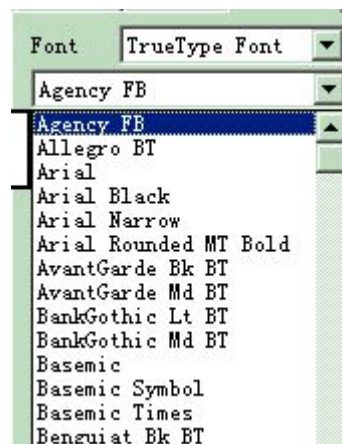 Font TrueType Font
Agency FB
Agency FB
Allegro BT
Arial
Arial Black
Arial Narrow
Arial Rounded MT Bold
AvantGarde Bk BT
AvantGarde Md BT
BankGothic Lt BT
BankGothic Md BT
Basemic
Basemic Symbol
Basemic Times
Benguiat Bk BT